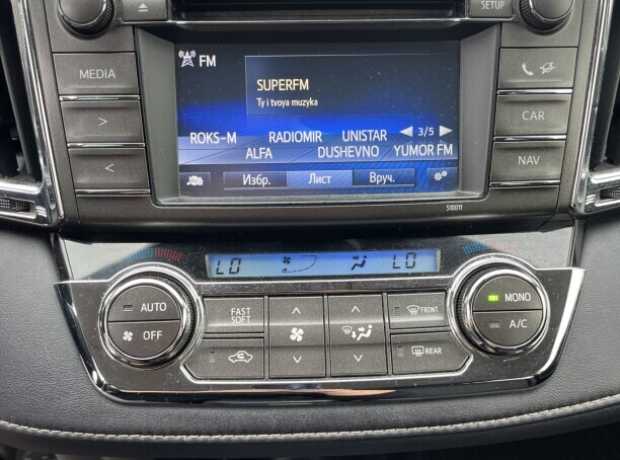 SETUP
MEDIA
FM
SUPERFM
Ty i tvoya muzyka
>
CAR
ROKS-M RADIOMIR UNISTAR 3/5
ALFA DUSHEVNO YUMOR FM
<
NAV
Избр. Лист Вруч.
510011
LO LO
AUTO
OFF
FAST
SOFT
FRONT
REAR
MONO
A/C